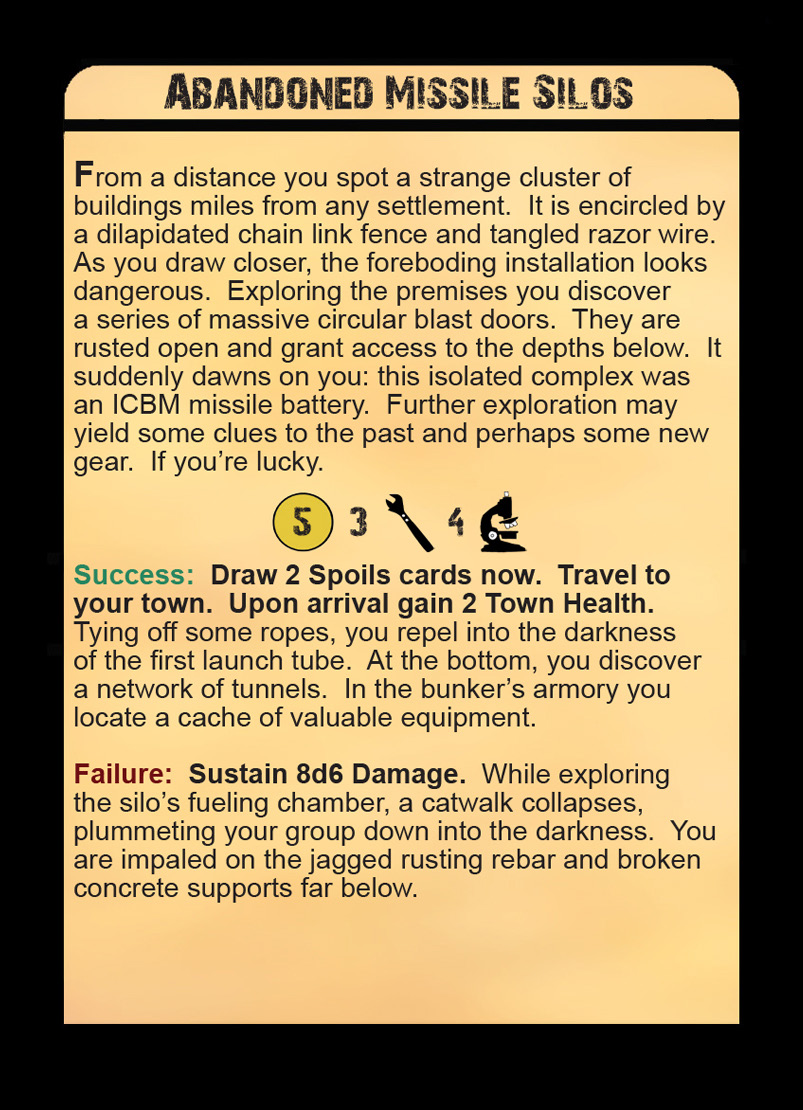 Abandoned Missile Silos
From a distance you spot a strange cluster of
buildings miles from any settlement.  It is encircled by
a dilapidated chain link fence and tangled razor wire.
As you draw closer, the foreboding installation looks
dangerous.  Exploring the premises you discover
a series of massive circular blast doors.  They are
rusted open and grant access to the depths below.  It
suddenly dawns on you: this isolated complex was
an ICBM missile battery.  Further exploration may
yield some clues to the past and perhaps some new
gear.  If you’re lucky.
5 3 4
Success:  Draw 2 Spoils cards now.  Travel to
your town.  Upon arrival gain 2 Town Health.
Tying off some ropes, you repel into the darkness
of the first launch tube.  At the bottom, you discover
a network of tunnels.  In the bunker’s armory you
locate a cache of valuable equipment.
Failure:  Sustain 8d6 Damage.  While exploring
the silo’s fueling chamber, a catwalk collapses,
plummeting your group down into the darkness.  You
are impaled on the jagged rusting rebar and broken
concrete supports far below.